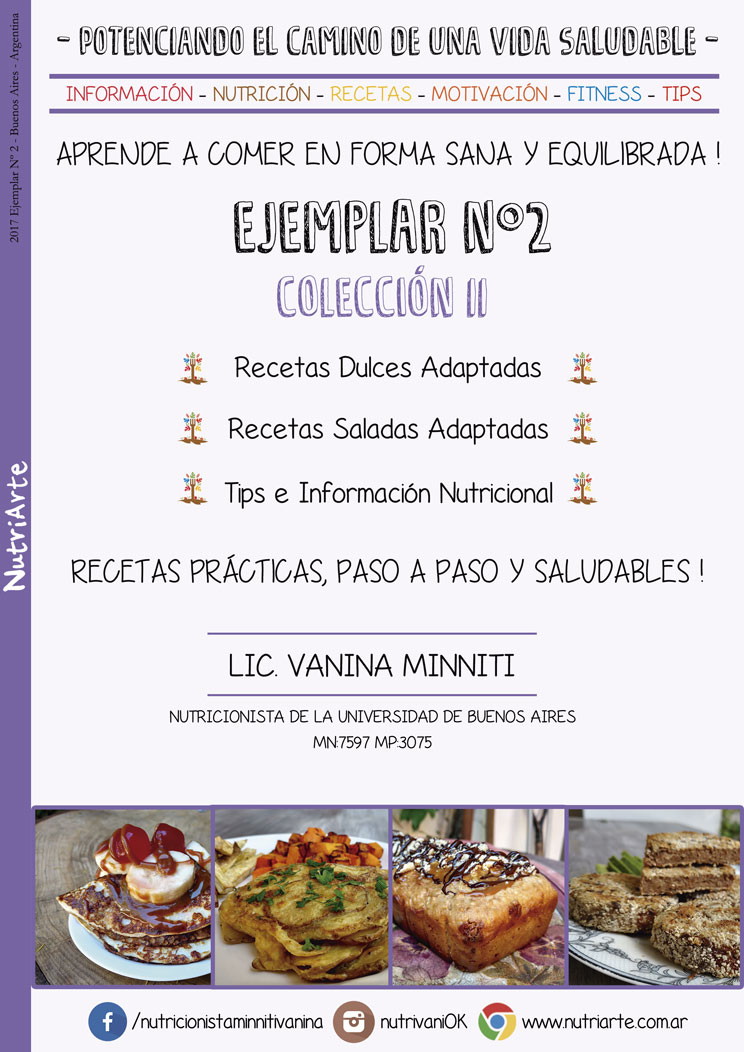 - POTENCIANDO EL CAMINO DE UNA VIDA SALUDABLE -
INFORMACIÓN - NUTRICIÓN - RECETAS - MOTIVACIÓN - FITNESS - TIPS
APRENDE A COMER EN FORMA SANA Y EQUILIBRADA !
EJEMPLAR Nº2
COLECCIÓN II
Recetas Dulces Adaptadas
Recetas Saladas Adaptadas
Tips e Información Nutricional
RECETAS PRÁCTICAS, PASO A PASO Y SALUDABLES !
LIC. VANINA MINNITI
NUTRICIONISTA DE LA UNIVERSIDAD DE BUENOS AIRES
MN:7597 MP:3075
/nutricionistaminnitivanina nutrivaniOK www.nutriarte.com.ar
2017 Ejemplar Nº 2 - Buenos Aires - Argentina
NutriArte